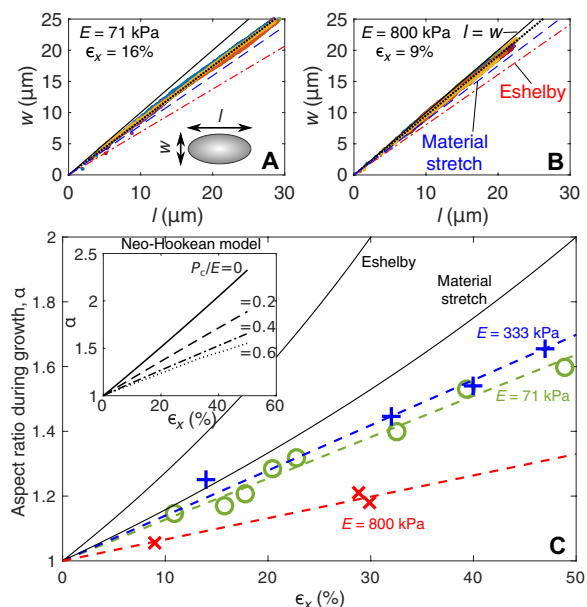 E = 71 kPa
ϵx = 16%
w (μm)
25
20
15
10
5
0
0 10 20 30
l (μm)
l
w
A
E = 800 kPa
ϵx = 9%
l = w
Eshelby
Material
stretch
w (μm)
25
20
15
10
5
0
0 10 20 30
l (μm)
B
Aspect ratio during growth, α
2
1.8
1.6
1.4
1.2
1
0 10 20 30 40 50
ϵx (%)
Neo-Hookean model
Pc/E=0
=0.2
=0.4
=0.6
α
2.5
2
1.5
1
0 20 40 60
ϵx (%)
Eshelby
Material
stretch
E = 333 kPa
E = 71 kPa
E = 800 kPa
C